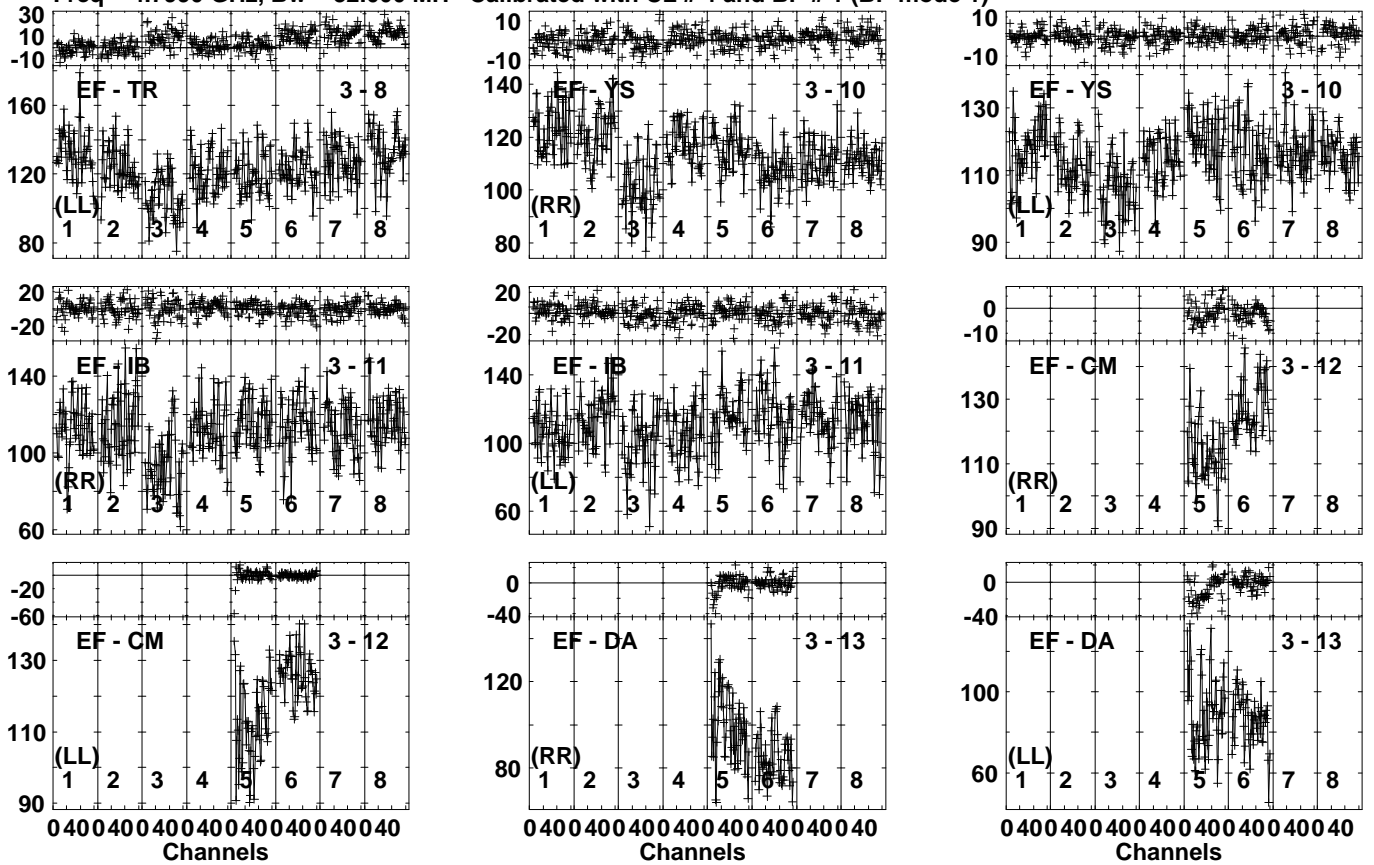 30
10
-10
160
120
80
EF - TR 3 - 8
(LL)
1 2 3 4 5 6 7 8
10
-10
140
120
100
80
EF - YS 3 - 10
(RR)
1 2 3 4 5 6 7 8
10
-10
130
110
90
EF - YS 3 - 10
(LL)
1 2 3 4 5 6 7 8
20
-20
140
100
60
EF - IB 3 - 11
(RR)
1 2 3 4 5 6 7 8
20
-20
140
100
60
EF - IB 3 - 11
(LL)
1 2 3 4 5 6 7 8
0
-10
130
110
90
EF - CM 3 - 12
(RR)
1 2 3 4 5 6 7 8
-20
-60
130
110
90
EF - CM 3 - 12
(LL)
1 2 3 4 5 6 7 8
0 40 0 40 0 40 0 40 0 40 0 40 0 40 0 40
Channels
0
-40
120
80
EF - DA 3 - 13
(RR)
1 2 3 4 5 6 7 8
0 40 0 40 0 40 0 40 0 40 0 40 0 40 0 40
Channels
0
-40
100
60
EF - DA 3 - 13
(LL)
1 2 3 4 5 6 7 8
0 40 0 40 0 40 0 40 0 40 0 40 0 40 0 40
Channels